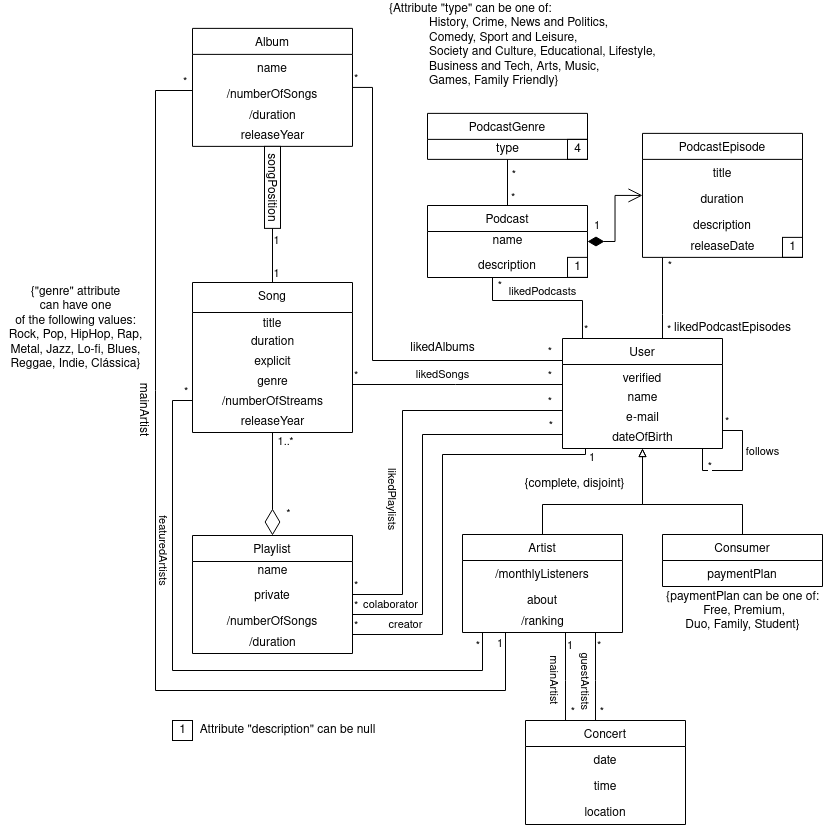 {Attribute "type" can be one of:
History, Crime, News and Politics,
Comedy, Sport and Leisure,
Society and Culture, Educational, Lifestyle,
Business and Tech, Arts, Music,
Games, Family Friendly}
Album
name
/numberOfSongs
/duration
releaseYear
*
*
songPosition
1
1
PodcastGenre
type
4
*
*
Podcast
name
description
1
1
PodcastEpisode
title
duration
description
releaseDate
1
*
* likedPodcastEpisodes
* likedPodcasts
*
{"genre" attribute
can have one
of the following values:
Rock, Pop, HipHop, Rap,
Metal, Jazz, Lo-fi, Blues,
Reggae, Indie, Clássica}
Song
title
duration
explicit
genre
/numberOfStreams
releaseYear
*
*
1..*
*
likedAlbums
*
likedSongs
*
*
*
User
verified
name
e-mail
dateOfBirth
*
follows
*
1
{complete, disjoint}
mainArtist
featuredArtists
likedPlaylists
Playlist
name
private
/numberOfSongs
/duration
*
* colaborator
* creator
Artist
/monthlyListeners
about
/ranking
Consumer
paymentPlan
{paymentPlan can be one of:
Free, Premium,
Duo, Family, Student}
*
1
1
*
mainArtist
guestArtists
*
*
Concert
date
time
location
1 Attribute "description" can be null